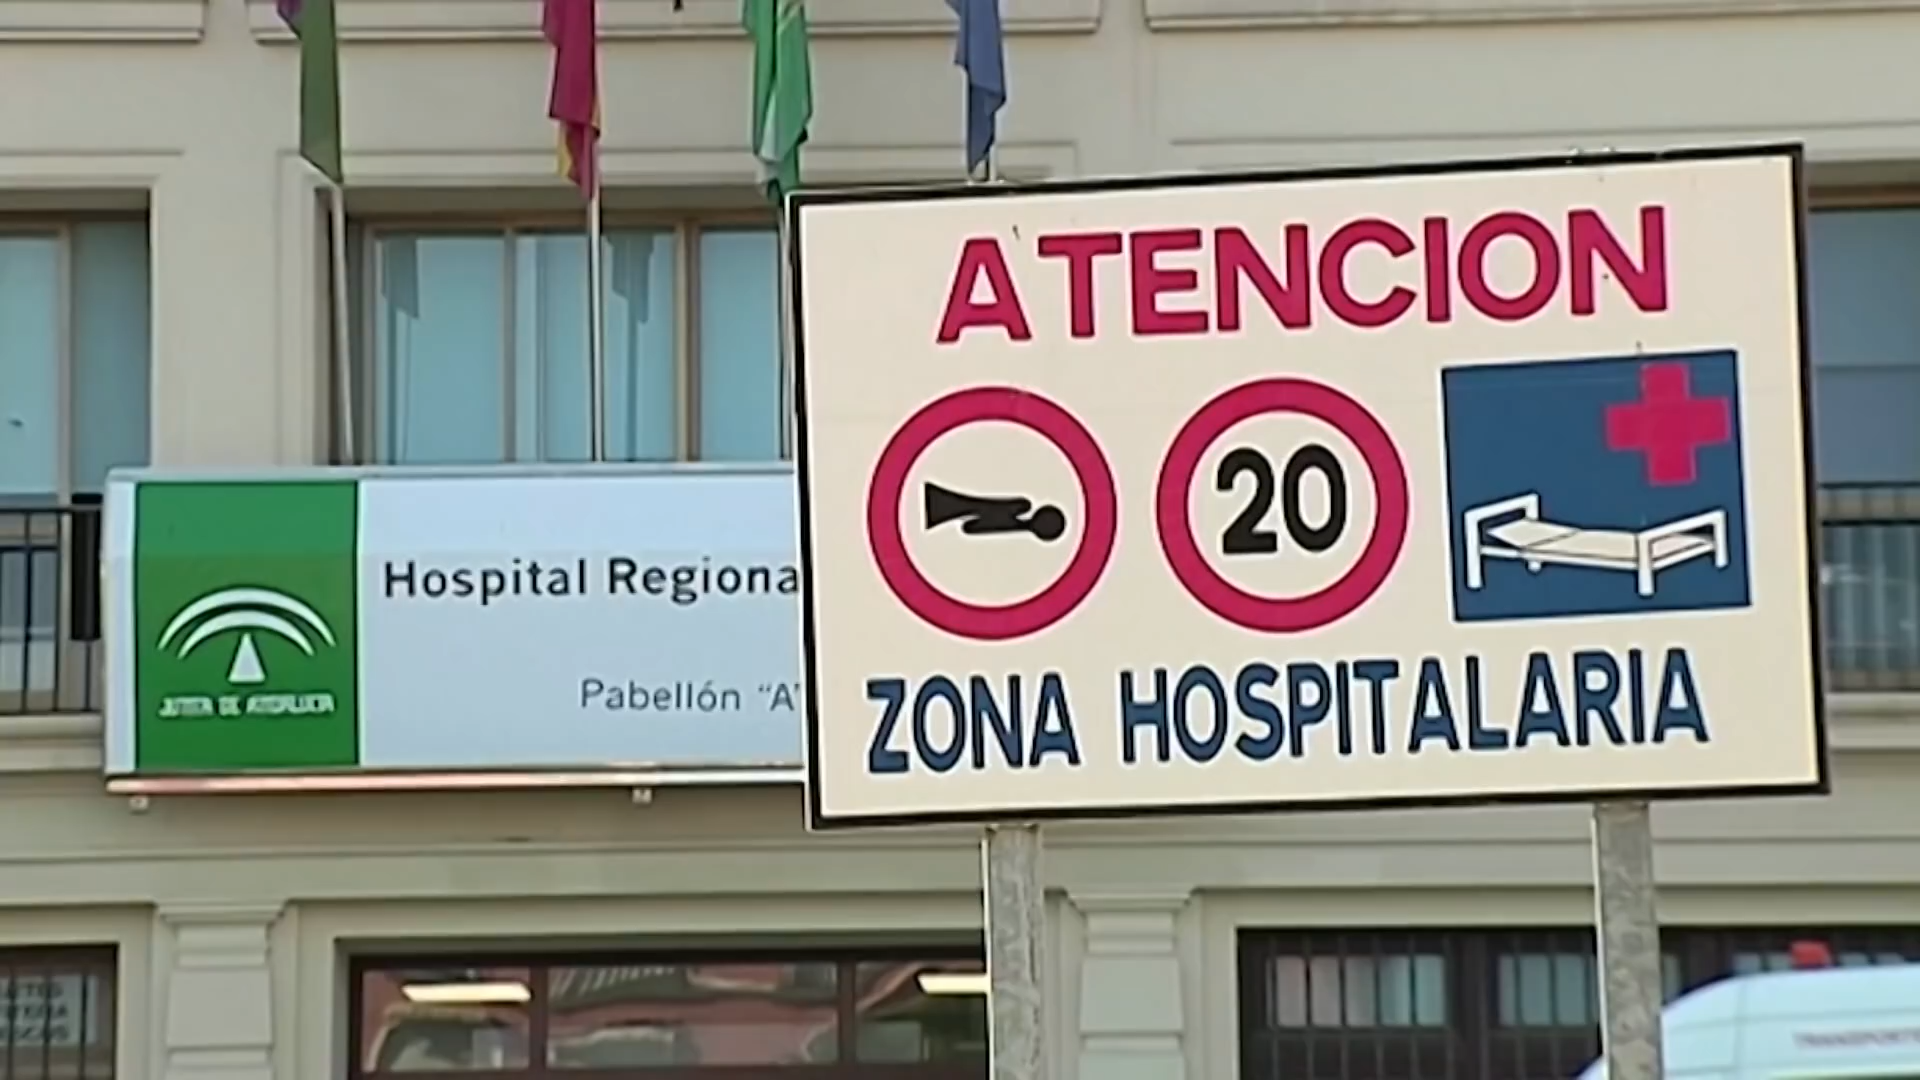 ATENCION
20
ZONA HOSPITALARIA
Hospital Regiona
Pabellón “A”
JUNTA DE ANDALUCIA